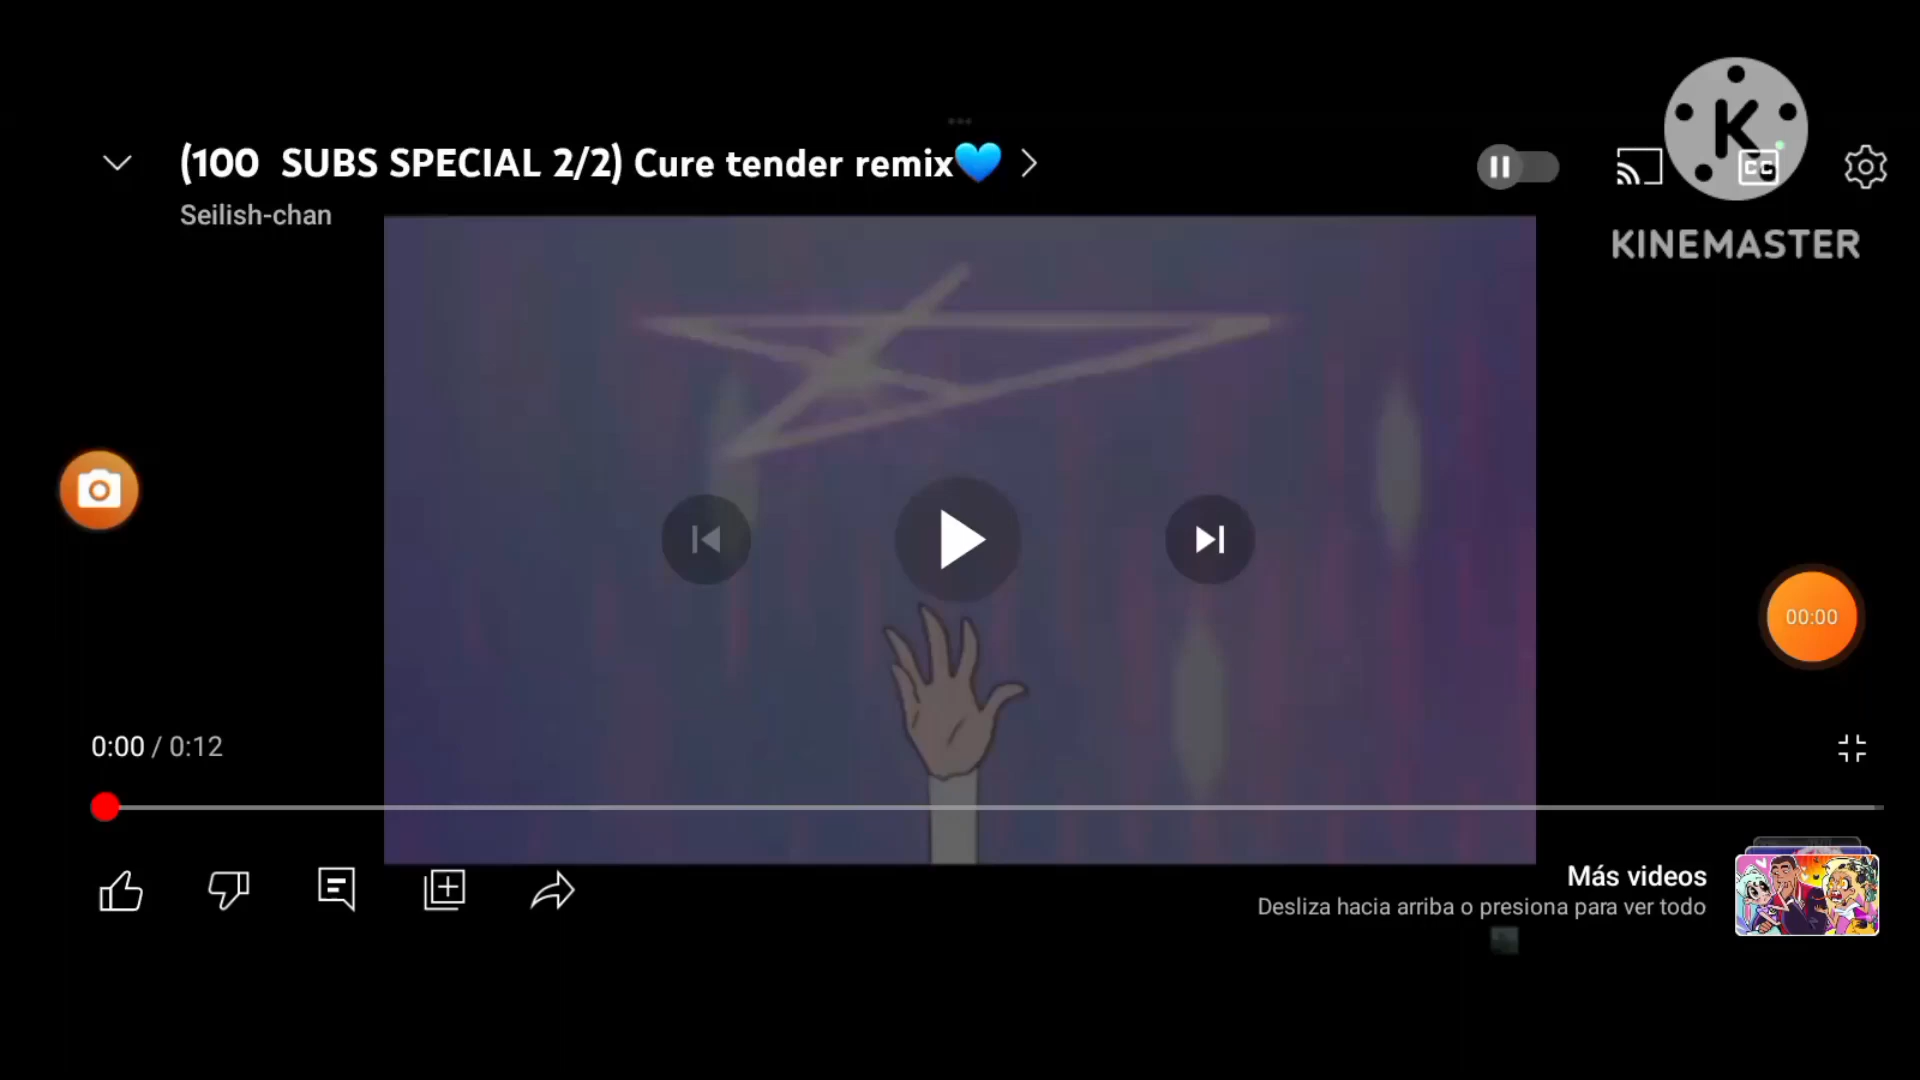 (100 SUBS SPECIAL 2/2) Cure tender remix💙
Seilish-chan
K
CC
KINEMASTER
00:00
0:00 / 0:12
Más videos
Desliza hacia arriba o presiona para ver todo